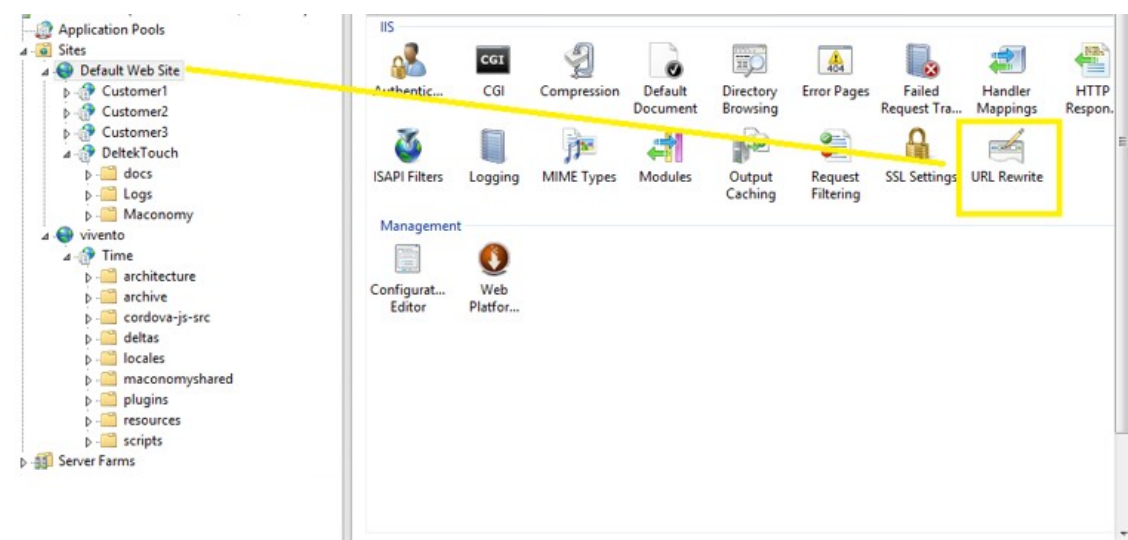 Application Pools
Sites
Default Web Site
Customer1
Customer2
Customer3
DeltekTouch
docs
Logs
Maconomy
vivento
Time
architecture
archive
cordova-js-src
deltas
locales
maconomyshared
plugins
resources
scripts
Server Farms
IIS
Authentic... CGI Compression Default Directory Error Pages Failed Handler HTTP
Document Browsing Request Tra... Mappings Respon.
CGI
404
ISAPI Filters Logging MIME Types Modules Output Request SSL Settings URL Rewrite
Caching Filtering
Management
Configurat... Web
Editor Platfor...